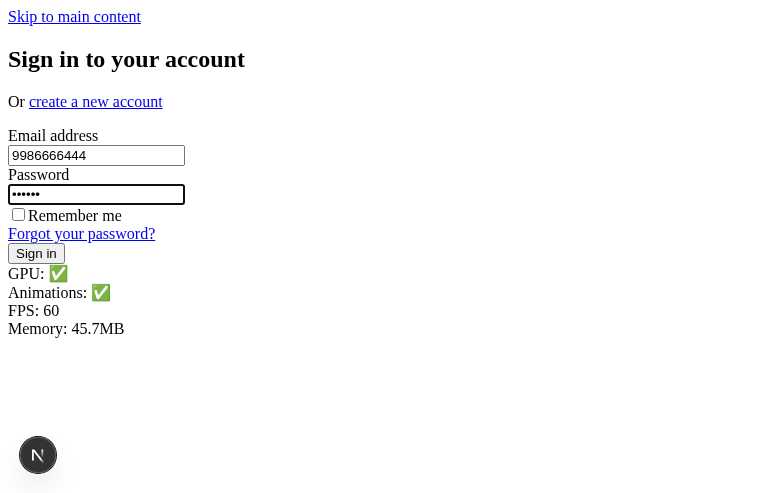 Skip to main content
Sign in to your account
Or create a new account
Email address
9986666444
Password
••••••
Remember me
Forgot your password?
Sign in
GPU: ✅
Animations: ✅
FPS: 60
Memory: 45.7MB
N